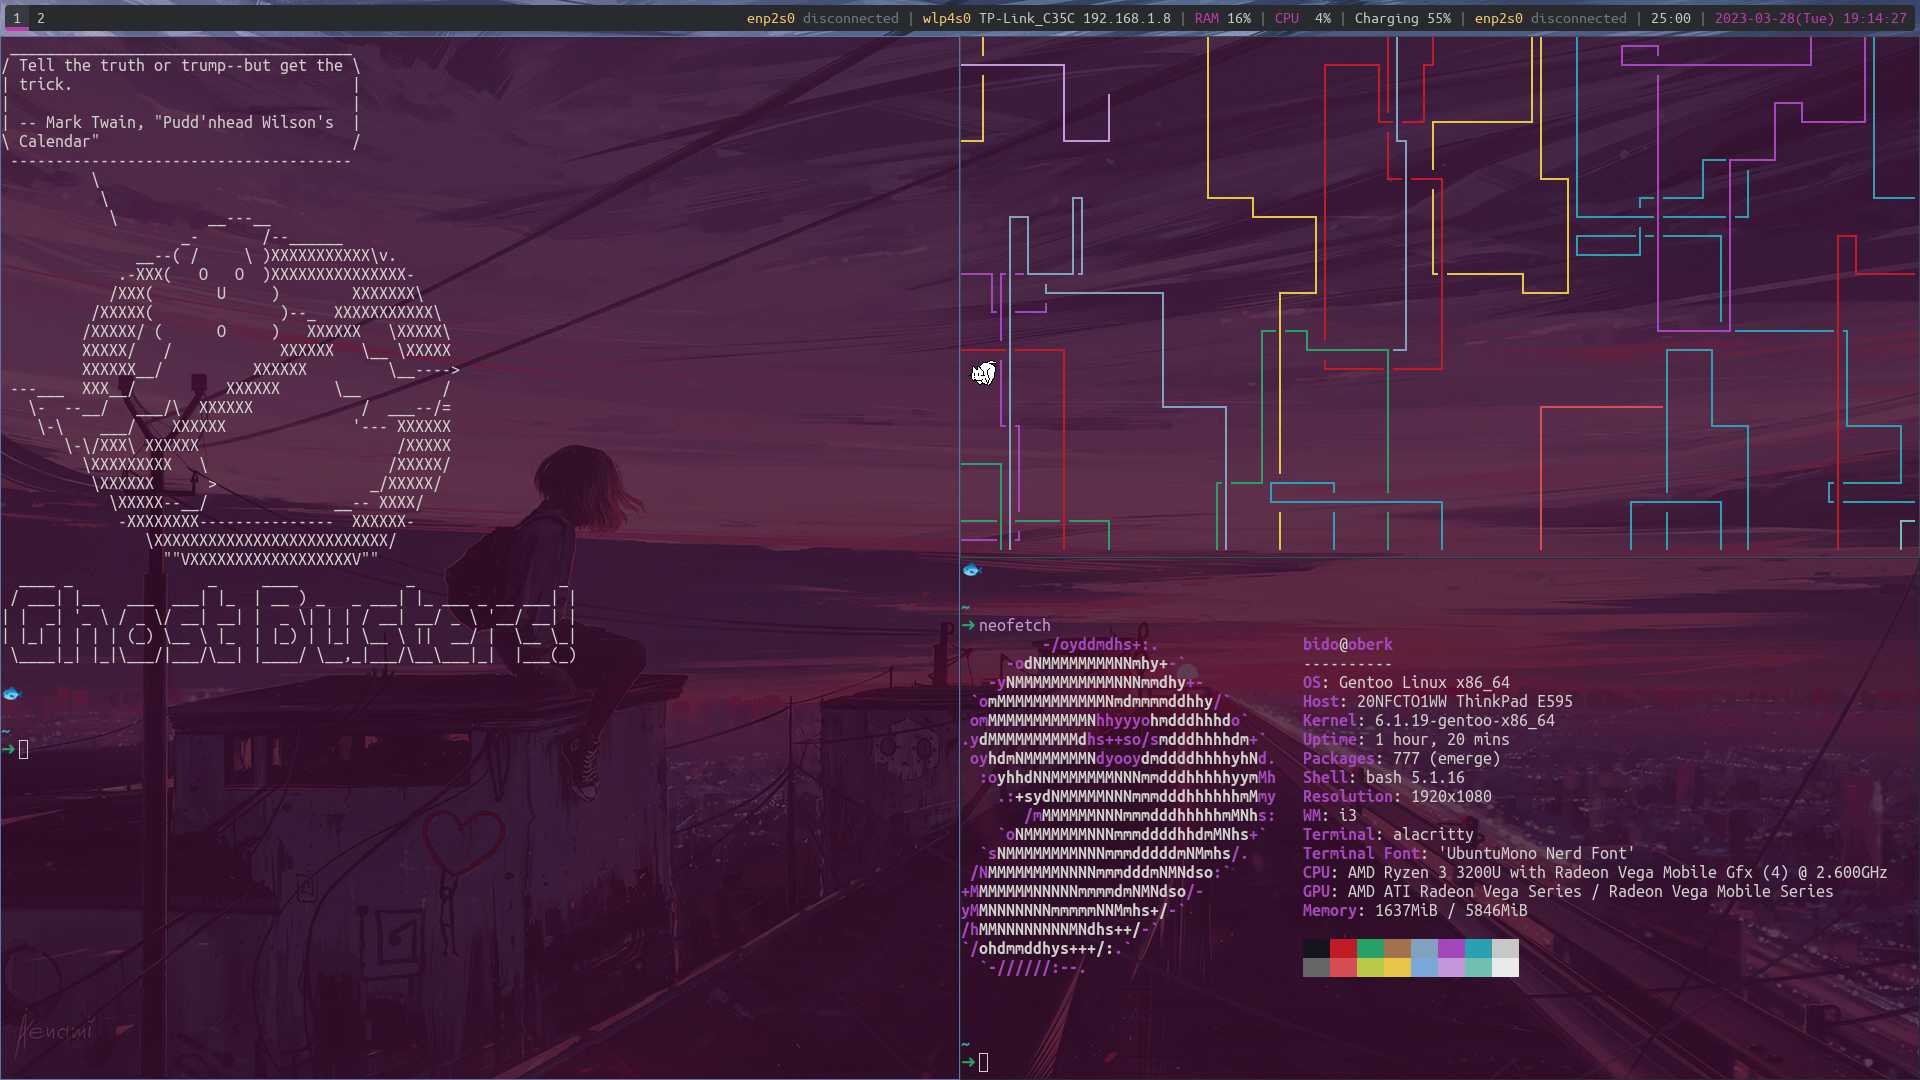 1 2 enp2s0 disconnected | wlp4s0 TP-Link_C35C 192.168.1.8 | RAM 16% | CPU 4% | Charging 55% | enp2s0 disconnected | 25:00 | 2023-03-28(Tue) 19:14:27
Tell the truth or trump--but get the
trick.
-- Mark Twain, "Pudd'nhead Wilson's
Calendar"
Ghost Busters!
~
➜
~
➜ neofetch
bido@oberk
----------
OS: Gentoo Linux x86_64
Host: 20NFCTO1WW ThinkPad E595
Kernel: 6.1.19-gentoo-x86_64
Uptime: 1 hour, 20 mins
Packages: 777 (emerge)
Shell: bash 5.1.16
Resolution: 1920x1080
WM: i3
Terminal: alacritty
Terminal Font: 'UbuntuMono Nerd Font'
CPU: AMD Ryzen 3 3200U with Radeon Vega Mobile Gfx (4) @ 2.600GHz
GPU: AMD ATI Radeon Vega Series / Radeon Vega Mobile Series
Memory: 1637MiB / 5846MiB
~
➜
Aenami